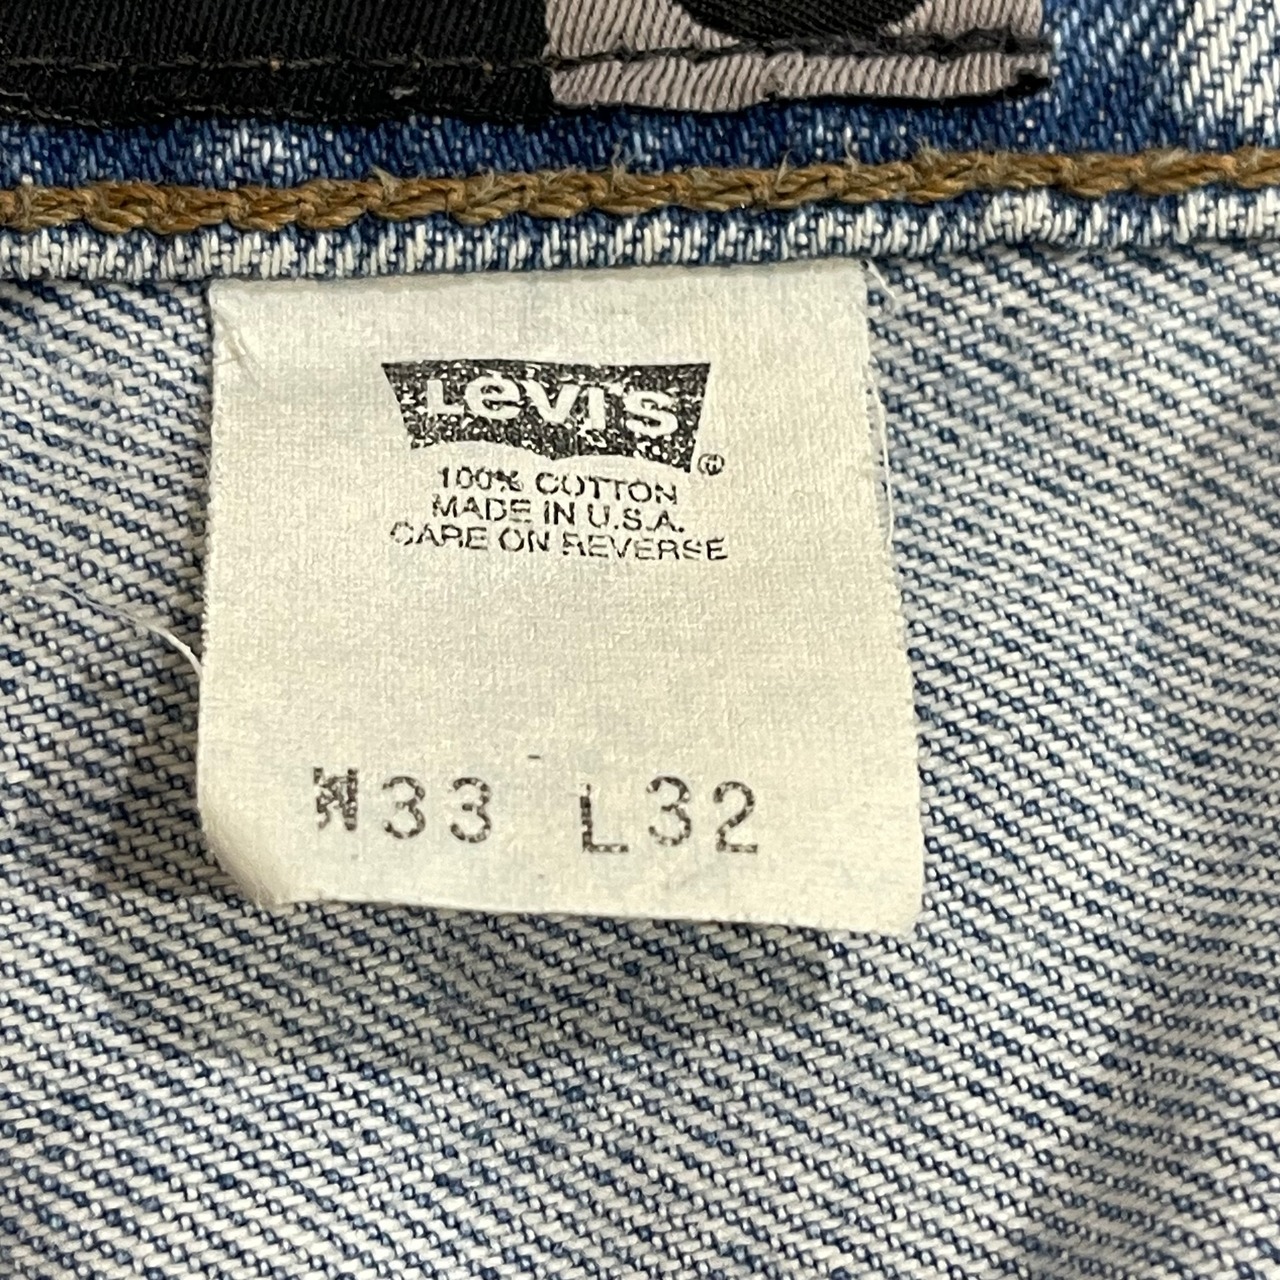 Levi's ®
100% COTTON
MADE IN U.S.A.
CARE ON REVERSE
W33 L32